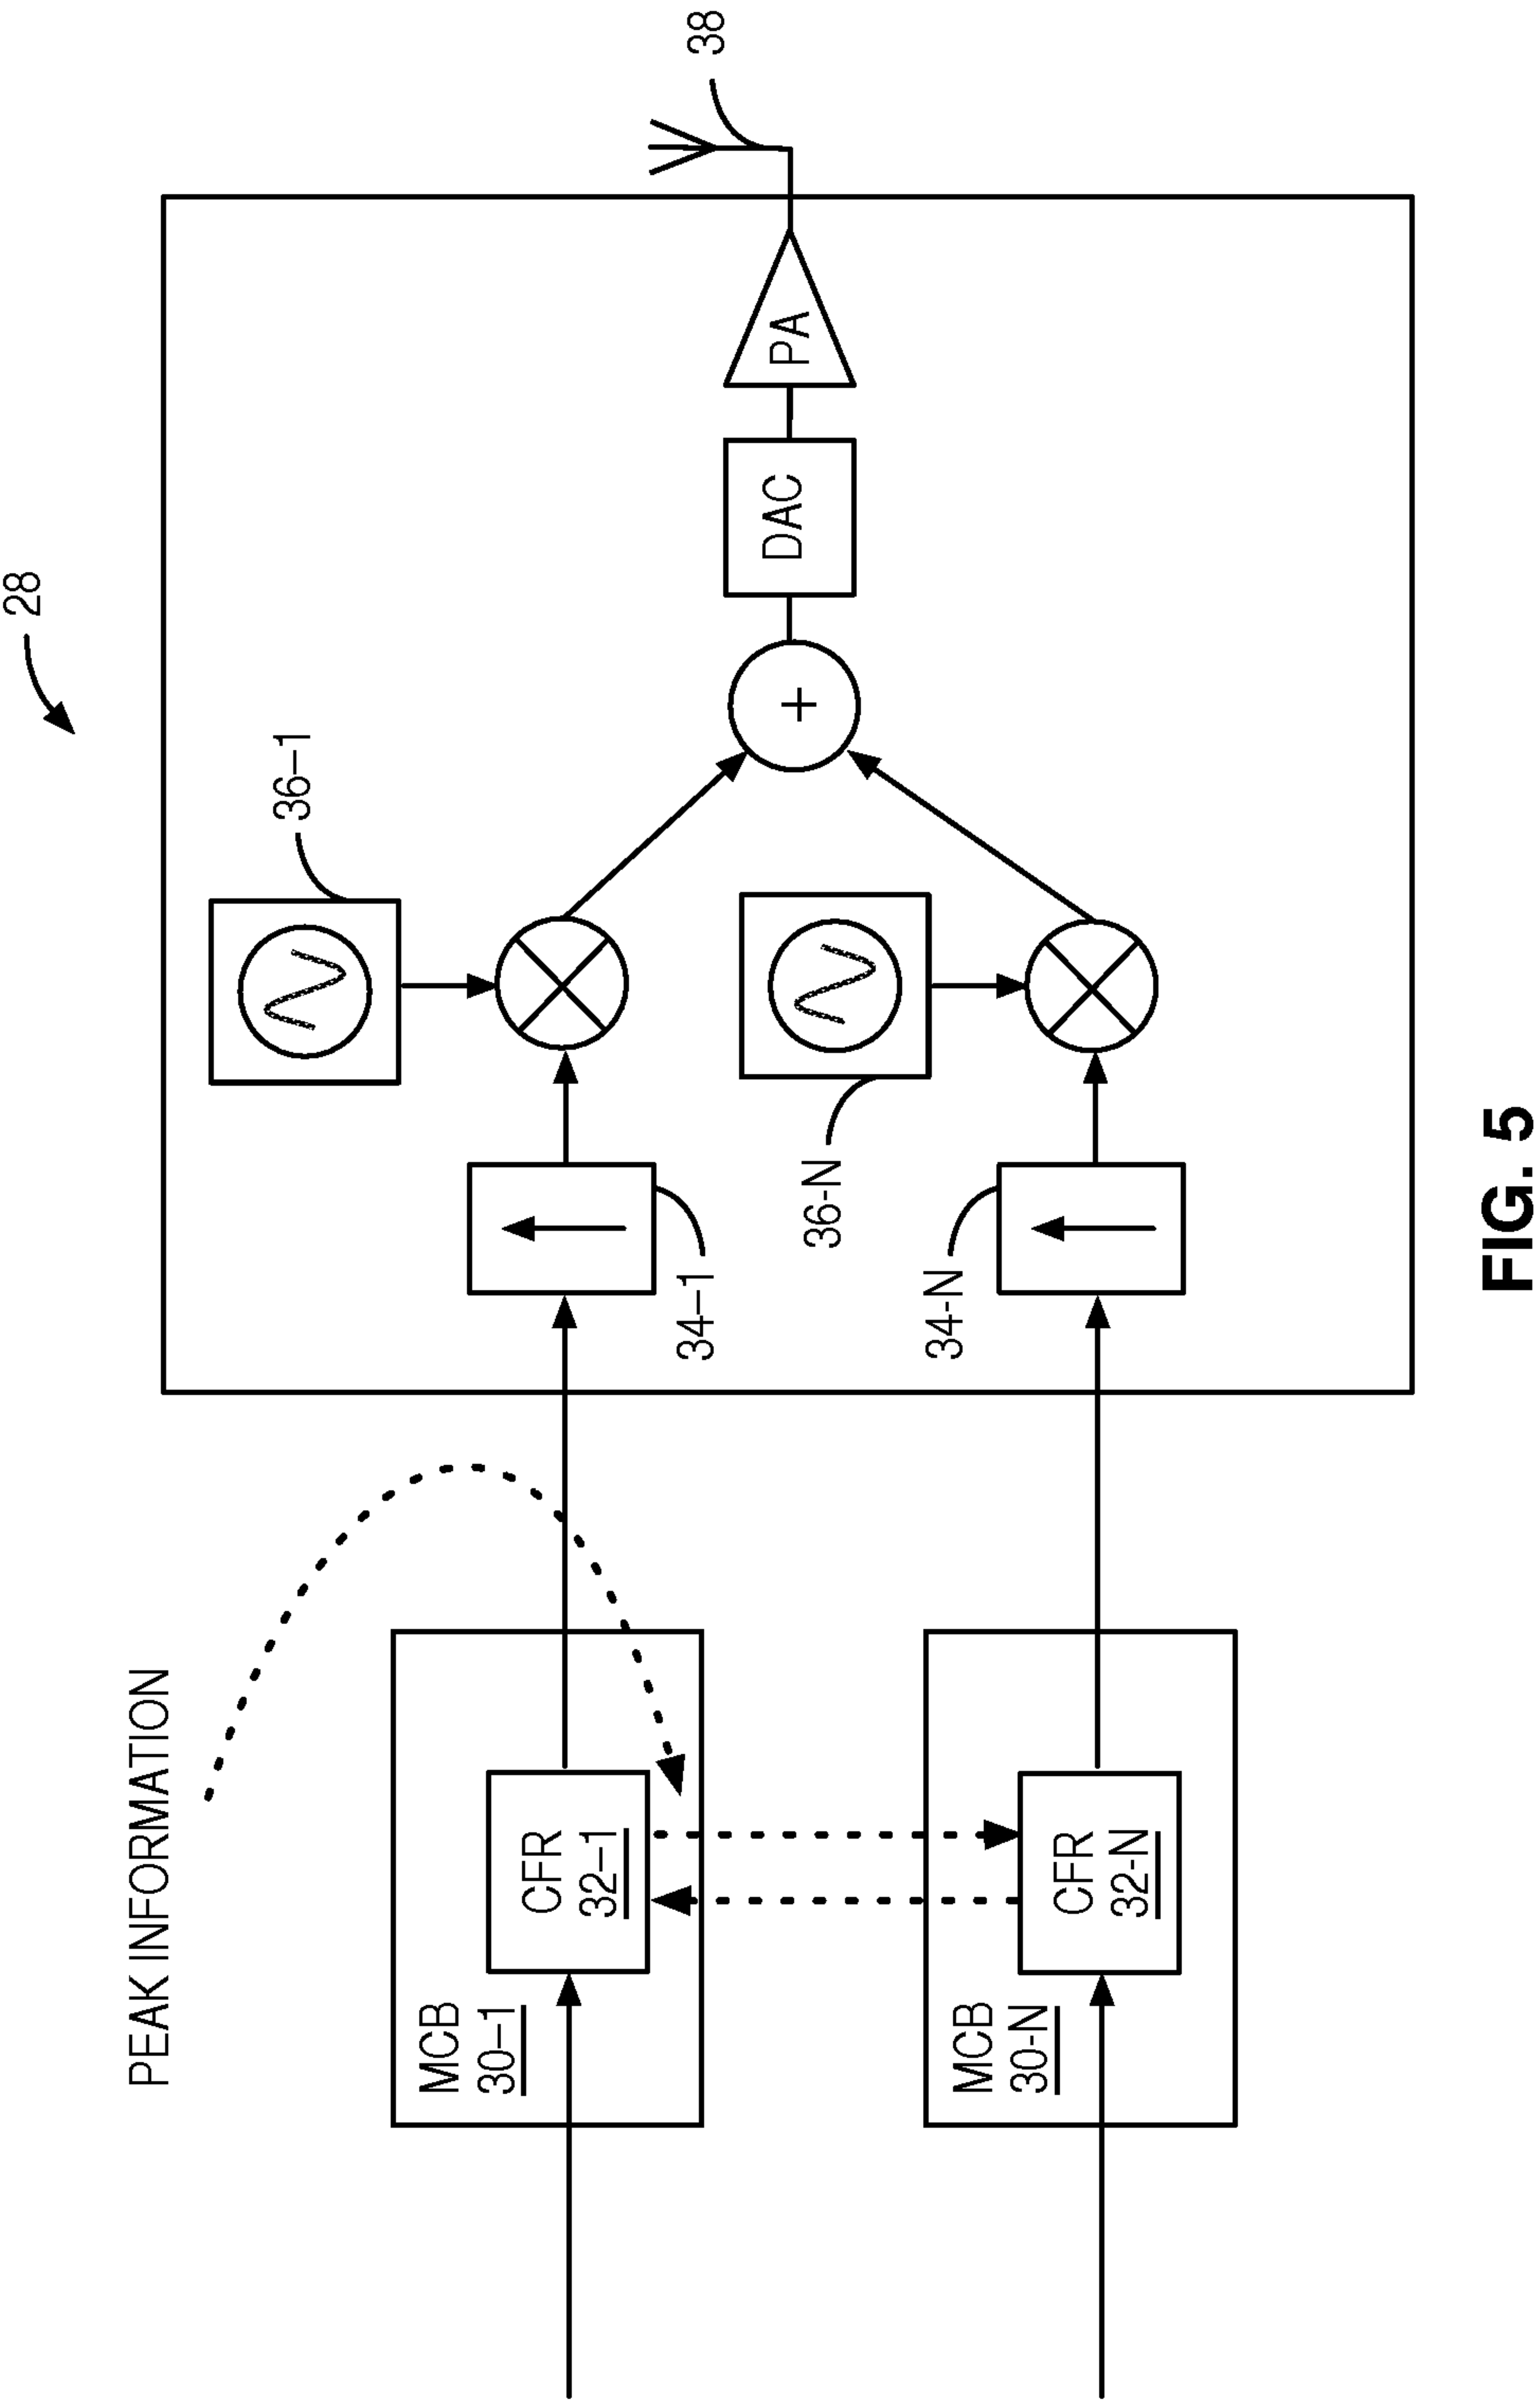 28
38
PEAK INFORMATION
36–1
MCB
30–1
CFR
32–1
34–1
+
DAC
PA
36-N
34-N
MCB
30-N
CFR
32-N
FIG. 5